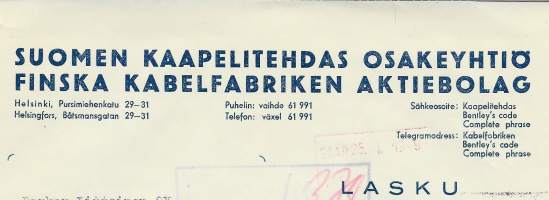 SUOMEN KAAPELITEHDAS OSAKEYHTIÖ
FINSKA KABELFABRIKEN AKTIEBOLAG
Helsinki, Pursimiehenkatu 29—31
Helsingfors, Båtsmansgatan 29—31
Puhelin: vaihde 61 991
Telefon: växel 61 991
Sähkeosoite: Kaapelitehdas
Bentley's code
Complete phrase
Telegramadress: Kabelfabriken
Bentley's code
Complete phrase
LASKU